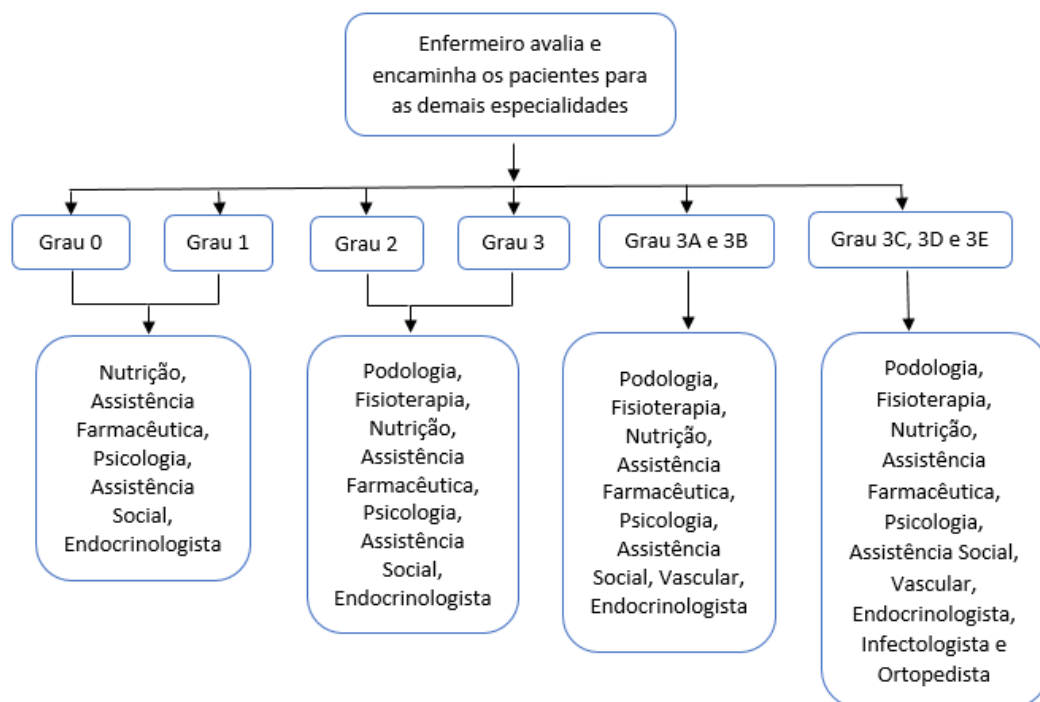 Enfermeiro avalia e
encaminha os pacientes para
as demais especialidades
Grau 0
Grau 1
Grau 2
Grau 3
Grau 3A e 3B
Grau 3C, 3D e 3E
Nutrição,
Assistência
Farmacêutica,
Psicologia,
Assistência
Social,
Endocrinologista
Podologia,
Fisioterapia,
Nutrição,
Assistência
Farmacêutica,
Psicologia,
Assistência
Social,
Endocrinologista
Podologia,
Fisioterapia,
Nutrição,
Assistência
Farmacêutica,
Psicologia,
Assistência
Social, Vascular,
Endocrinologista
Podologia,
Fisioterapia,
Nutrição,
Assistência
Farmacêutica,
Psicologia,
Assistência Social,
Vascular,
Endocrinologista,
Infectologista e
Ortopedista